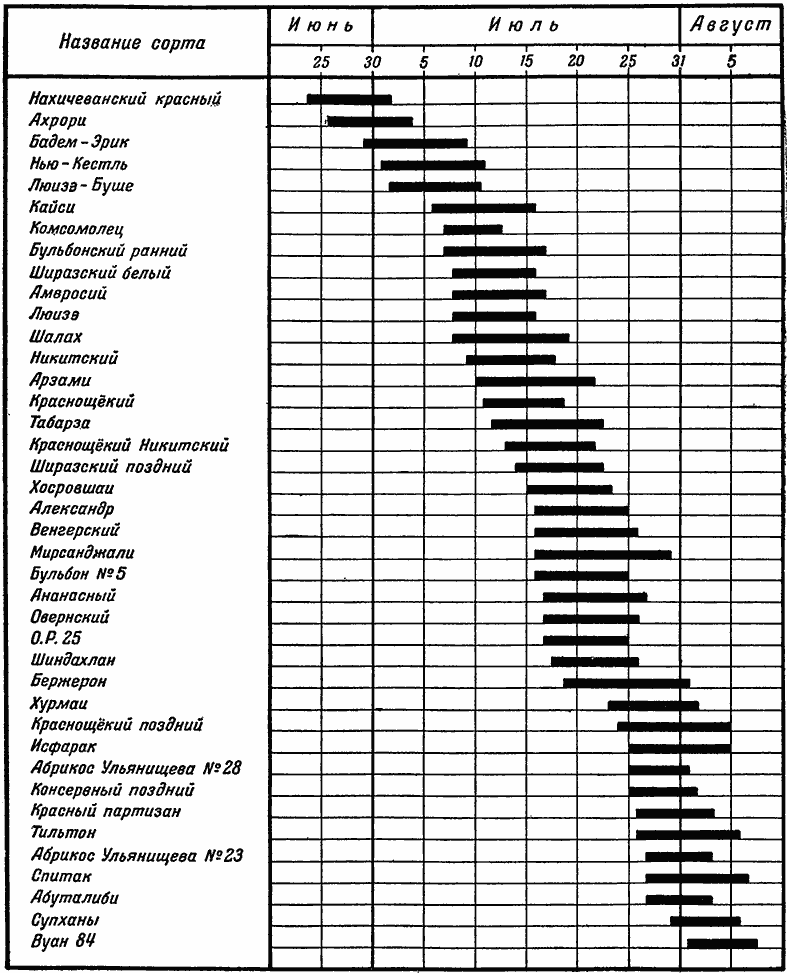 Название сорта
Июнь
Июль
Август
25 30 5 10 15 20 25 31 5
Нахичеванский красный
Ахрори
Бадем-Эрик
Нью-Кестль
Люизэ-Буше
Кайси
Комсомолец
Бульбонский ранний
Ширазский белый
Амвросий
Люизэ
Шалах
Никитский
Арзами
Краснощёкий
Табарза
Краснощёкий Никитский
Ширазский поздний
Хосровшаи
Александр
Венгерский
Мирсанджали
Бульбон №5
Ананасный
Овернский
О.Р. 25
Шиндахлан
Бержерон
Хурмаи
Краснощёкий поздний
Исфарак
Абрикос Ульянищева №28
Консервный поздний
Красный партизан
Тильтон
Абрикос Ульянищева №23
Спитак
Абуталиби
Супханы
Вуан 84